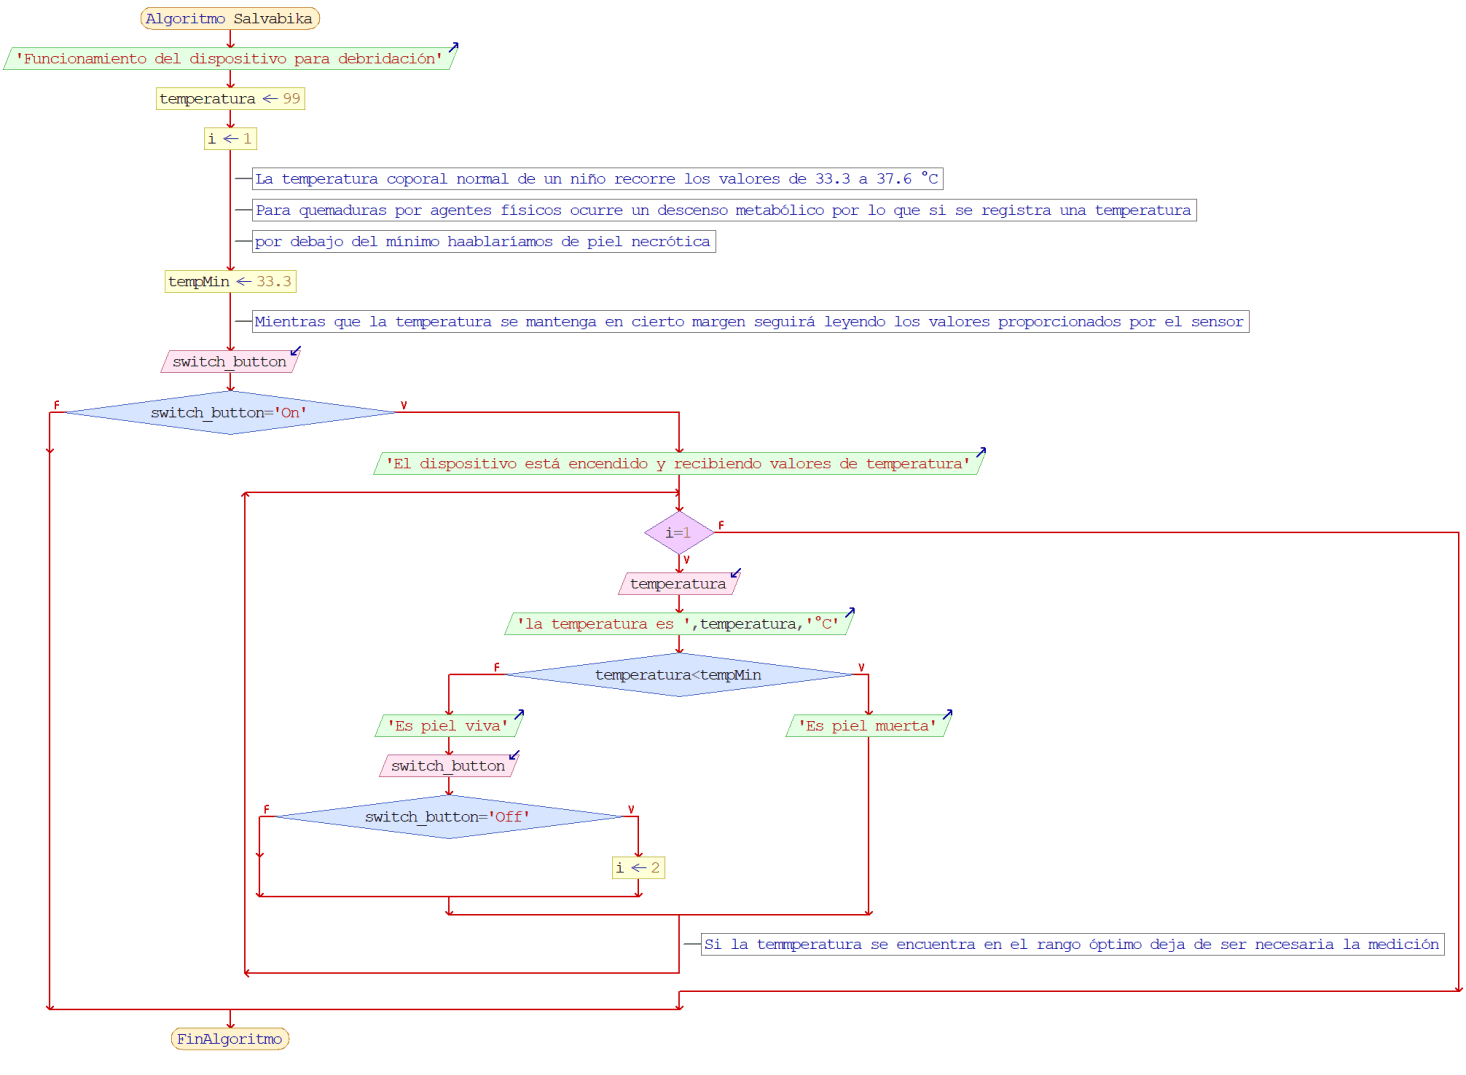 Algoritmo Salvabika
'Funcionamiento del dispositivo para debridación'
temperatura ← 99
i ← 1
La temperatura coporal normal de un niño recorre los valores de 33.3 a 37.6 °C
Para quemaduras por agentes físicos ocurre un descenso metabólico por lo que si se registra una temperatura
por debajo del mínimo haablaríamos de piel necrótica
tempMin ← 33.3
Mientras que la temperatura se mantenga en cierto margen seguirá leyendo los valores proporcionados por el sensor
switch_button
F
switch_button='On'
V
'El dispositivo está encendido y recibiendo valores de temperatura'
i=1
F
V
temperatura
'la temperatura es ',temperatura,'°C'
F
temperatura<tempMin
V
'Es piel viva'
'Es piel muerta'
switch_button
F
switch_button='Off'
V
i ← 2
Si la temmperatura se encuentra en el rango óptimo deja de ser necesaria la medición
FinAlgoritmo